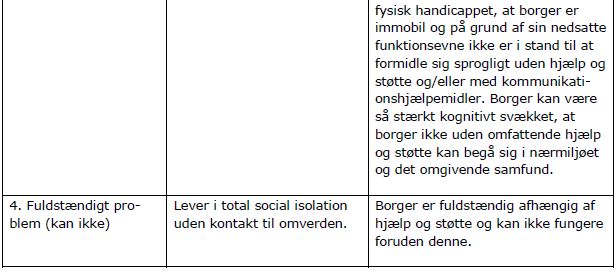 fysisk handicappet, at borger er
immobil og på grund af sin nedsatte
funktionsevne ikke er i stand til at
formidle sig sprogligt uden hjælp og
støtte og/eller med kommunikati-
onshjælpemidler. Borger kan være
så stærkt kognitivt svækket, at
borger ikke uden omfattende hjælp
og støtte kan begå sig i nærmiljøet
og det omgivende samfund.
4. Fuldstændigt pro-
blem (kan ikke)
Lever i total social isolation
uden kontakt til omverden.
Borger er fuldstændig afhængig af
hjælp og støtte og kan ikke fungere
foruden denne.